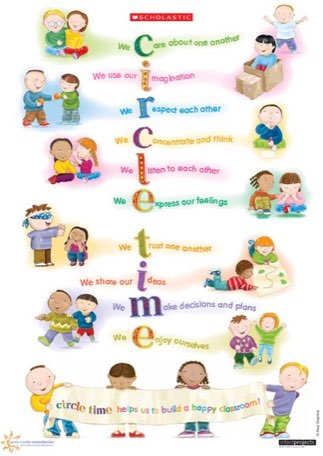 SCHOLASTIC
We care about one another
We use our imagination
We respect each other
We Concentrate and think
We listen to each other
We Express our feelings
We trust one another
We share our ideas
We make decisions and plans
We enjoy ourselves
circle time helps us to build a happy classroom!
infantprojects